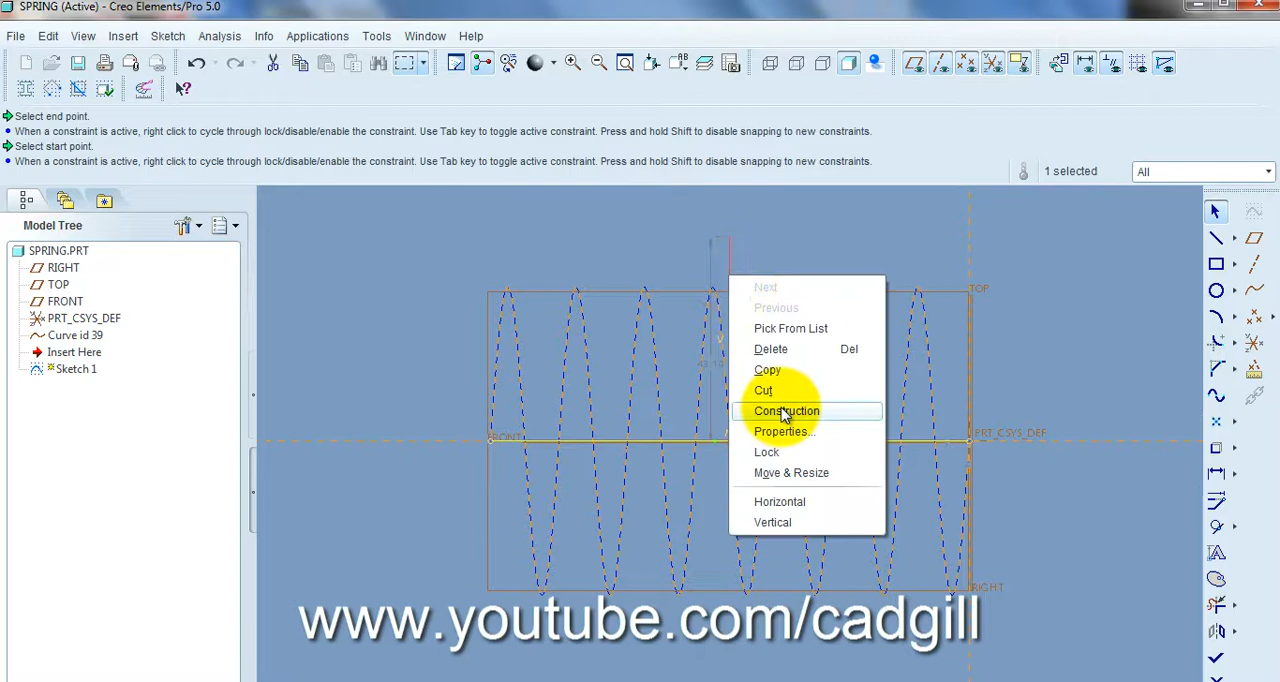 SPRING (Active) - Creo Elements/Pro 5.0
File Edit View Insert Sketch Analysis Info Applications Tools Window Help
Select end point.
When a constraint is active, right click to cycle through lock/disable/enable the constraint. Use Tab key to toggle active constraint. Press and hold Shift to disable snapping to new constraints.
Select start point.
When a constraint is active, right click to cycle through lock/disable/enable the constraint. Use Tab key to toggle active constraint. Press and hold Shift to disable snapping to new constraints.
1 selected
All
Model Tree
SPRING.PRT
RIGHT
TOP
FRONT
PRT_CSYS_DEF
Curve id 39
Insert Here
Sketch 1
TOP
FRONT
PRT_CSYS_DEF
RIGHT
V
Next
Previous
Pick From List
Delete Del
Copy
Cut
Construction
Properties...
Lock
Move & Resize
Horizontal
Vertical
www.youtube.com/cadgill